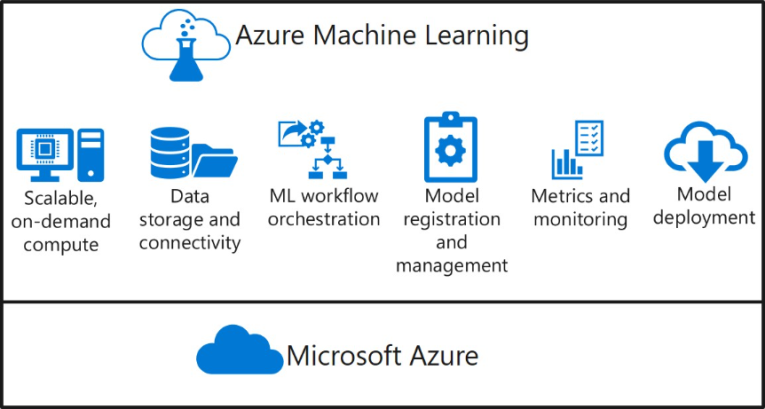 Azure Machine Learning
Scalable,
on-demand
compute
Data
storage and
connectivity
ML workflow
orchestration
Model
registration
and
management
Metrics and
monitoring
Model
deployment
Microsoft Azure